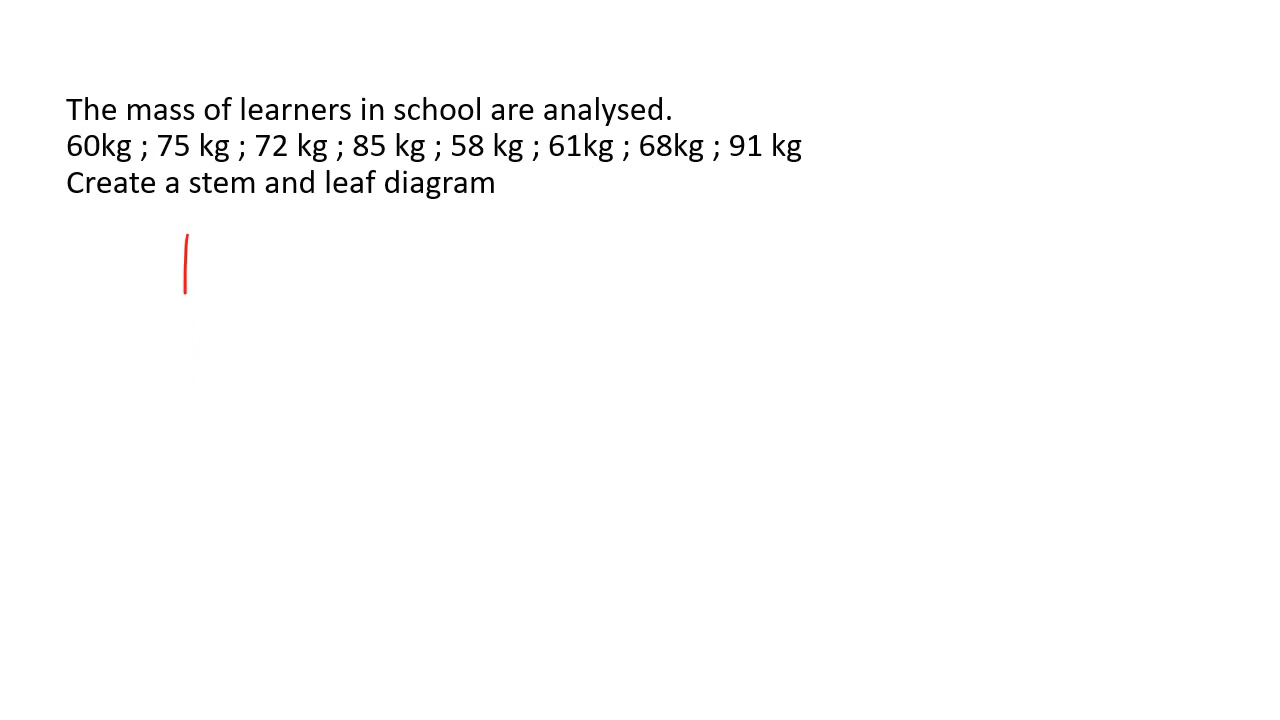 The mass of learners in school are analysed.
60kg ; 75 kg ; 72 kg ; 85 kg ; 58 kg ; 61kg ; 68kg ; 91 kg
Create a stem and leaf diagram